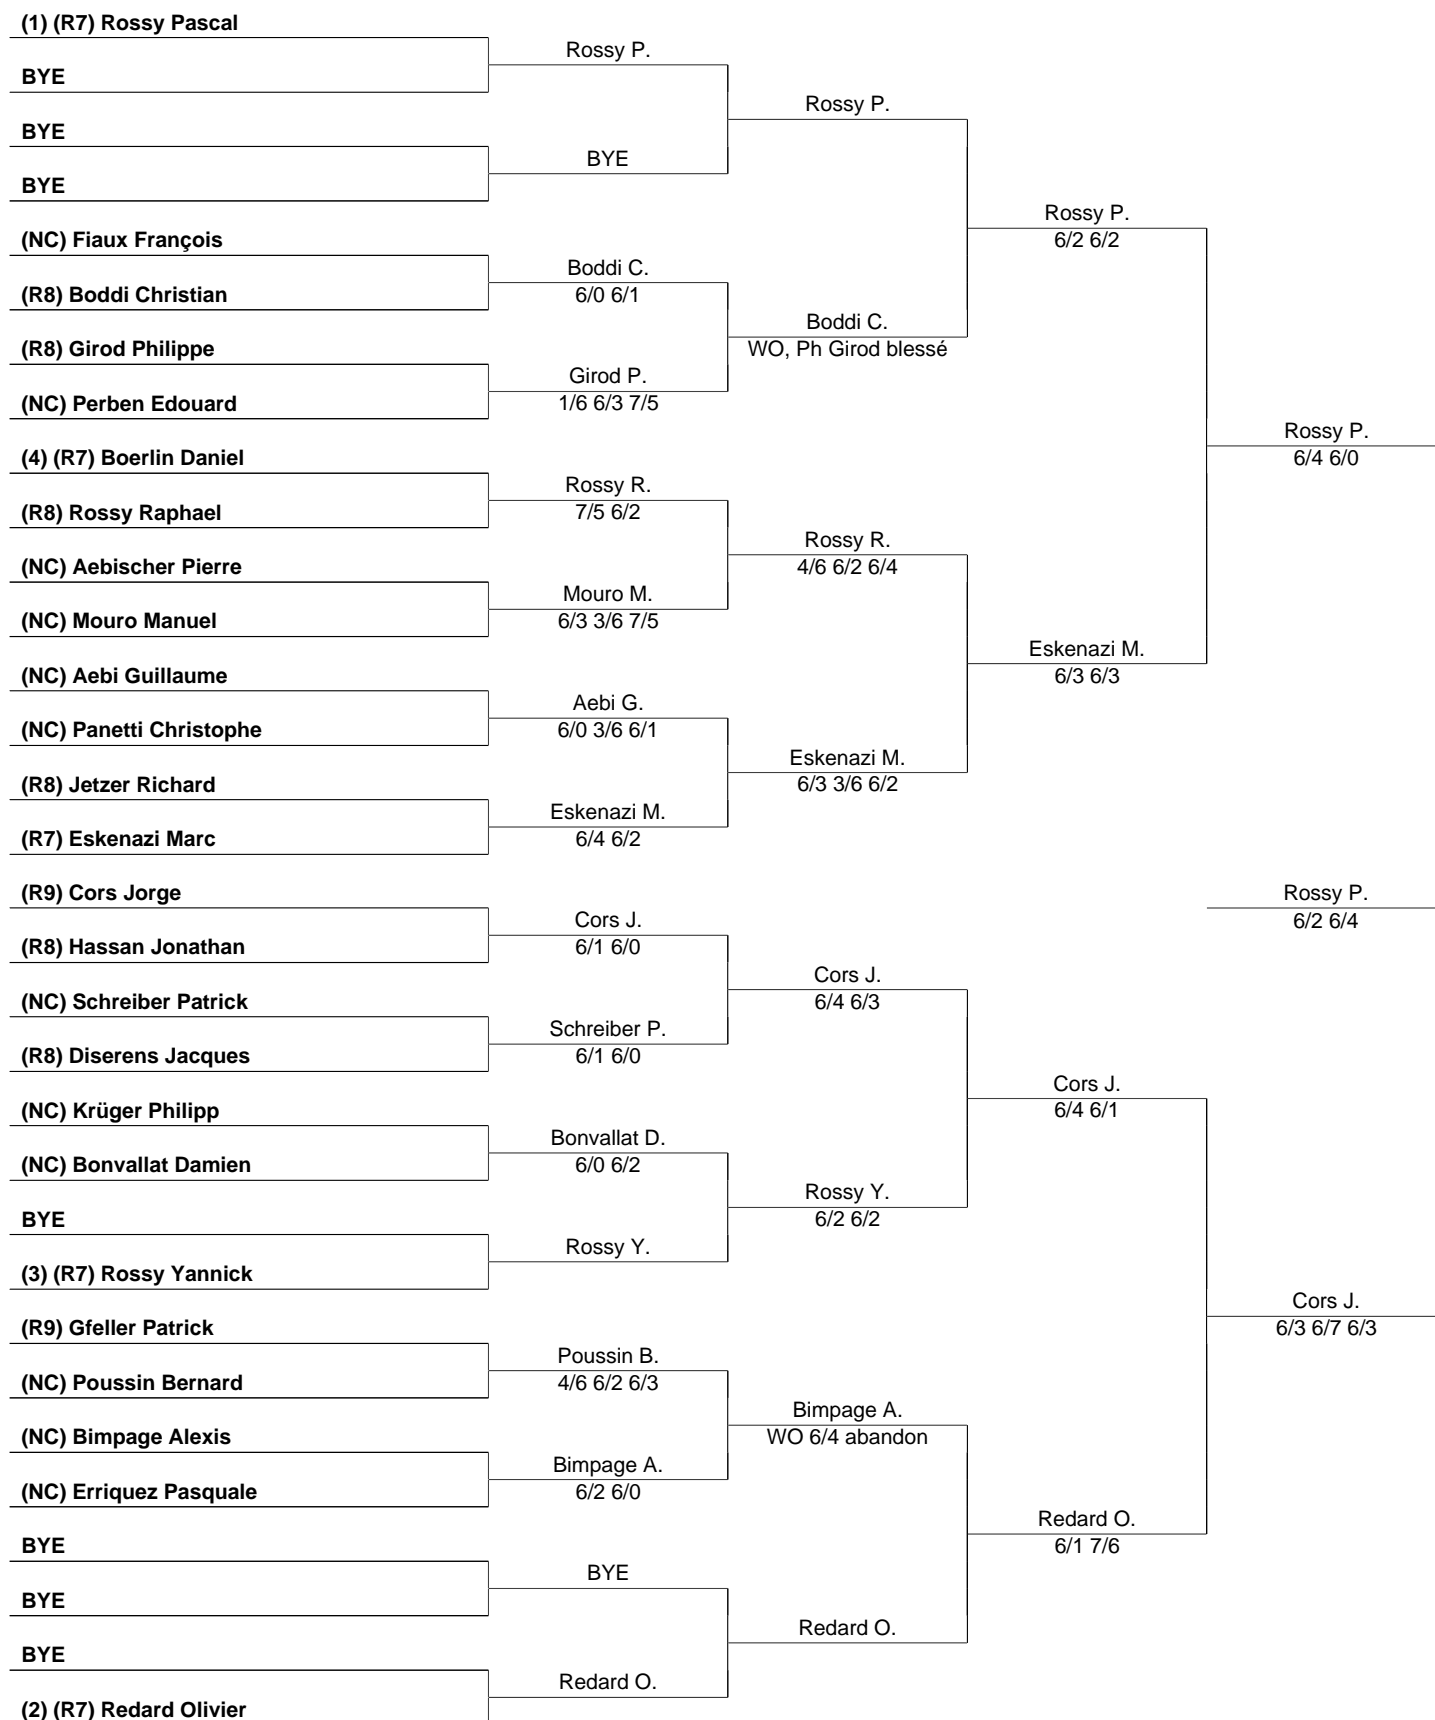 (1) (R7) Rossy Pascal
BYE
BYE
BYE
(NC) Fiaux François
(R8) Boddi Christian
(R8) Girod Philippe
(NC) Perben Edouard
(4) (R7) Boerlin Daniel
(R8) Rossy Raphael
(NC) Aebischer Pierre
(NC) Mouro Manuel
(NC) Aebi Guillaume
(NC) Panetti Christophe
(R8) Jetzer Richard
(R7) Eskenazi Marc
(R9) Cors Jorge
(R8) Hassan Jonathan
(NC) Schreiber Patrick
(R8) Diserens Jacques
(NC) Krüger Philipp
(NC) Bonvallat Damien
BYE
(3) (R7) Rossy Yannick
(R9) Gfeller Patrick
(NC) Poussin Bernard
(NC) Bimpage Alexis
(NC) Erriquez Pasquale
BYE
BYE
BYE
(2) (R7) Redard Olivier
Rossy P.
BYE
Boddi C.
6/0 6/1
Girod P.
1/6 6/3 7/5
Rossy R.
7/5 6/2
Mouro M.
6/3 3/6 7/5
Aebi G.
6/0 3/6 6/1
Eskenazi M.
6/4 6/2
Cors J.
6/1 6/0
Schreiber P.
6/1 6/0
Bonvallat D.
6/0 6/2
Rossy Y.
Poussin B.
4/6 6/2 6/3
Bimpage A.
6/2 6/0
BYE
Redard O.
Rossy P.
Boddi C.
WO, Ph Girod blessé
Rossy R.
4/6 6/2 6/4
Eskenazi M.
6/3 3/6 6/2
Cors J.
6/4 6/3
Rossy Y.
6/2 6/2
Bimpage A.
WO 6/4 abandon
Redard O.
Rossy P.
6/2 6/2
Eskenazi M.
6/3 6/3
Cors J.
6/4 6/1
Redard O.
6/1 7/6
Rossy P.
6/4 6/0
Rossy P.
6/2 6/4
Cors J.
6/3 6/7 6/3